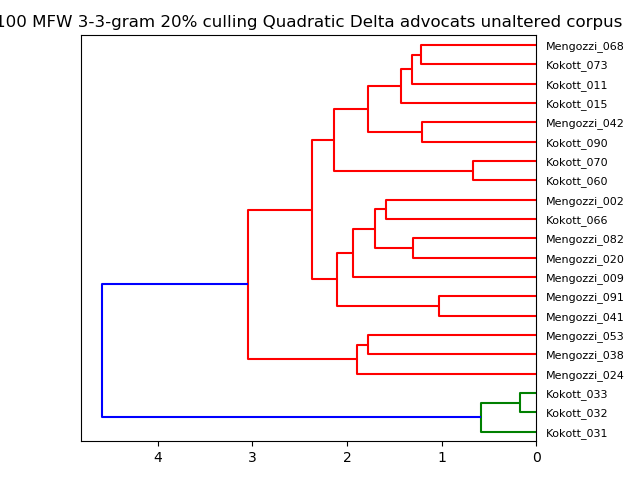 100 MFW 3-3-gram 20% culling Quadratic Delta advocats unaltered corpus
Mengozzi_068
Kokott_073
Kokott_011
Kokott_015
Mengozzi_042
Kokott_090
Kokott_070
Kokott_060
Mengozzi_002
Kokott_066
Mengozzi_082
Mengozzi_020
Mengozzi_009
Mengozzi_091
Mengozzi_041
Mengozzi_053
Mengozzi_038
Mengozzi_024
Kokott_033
Kokott_032
Kokott_031
4 3 2 1 0